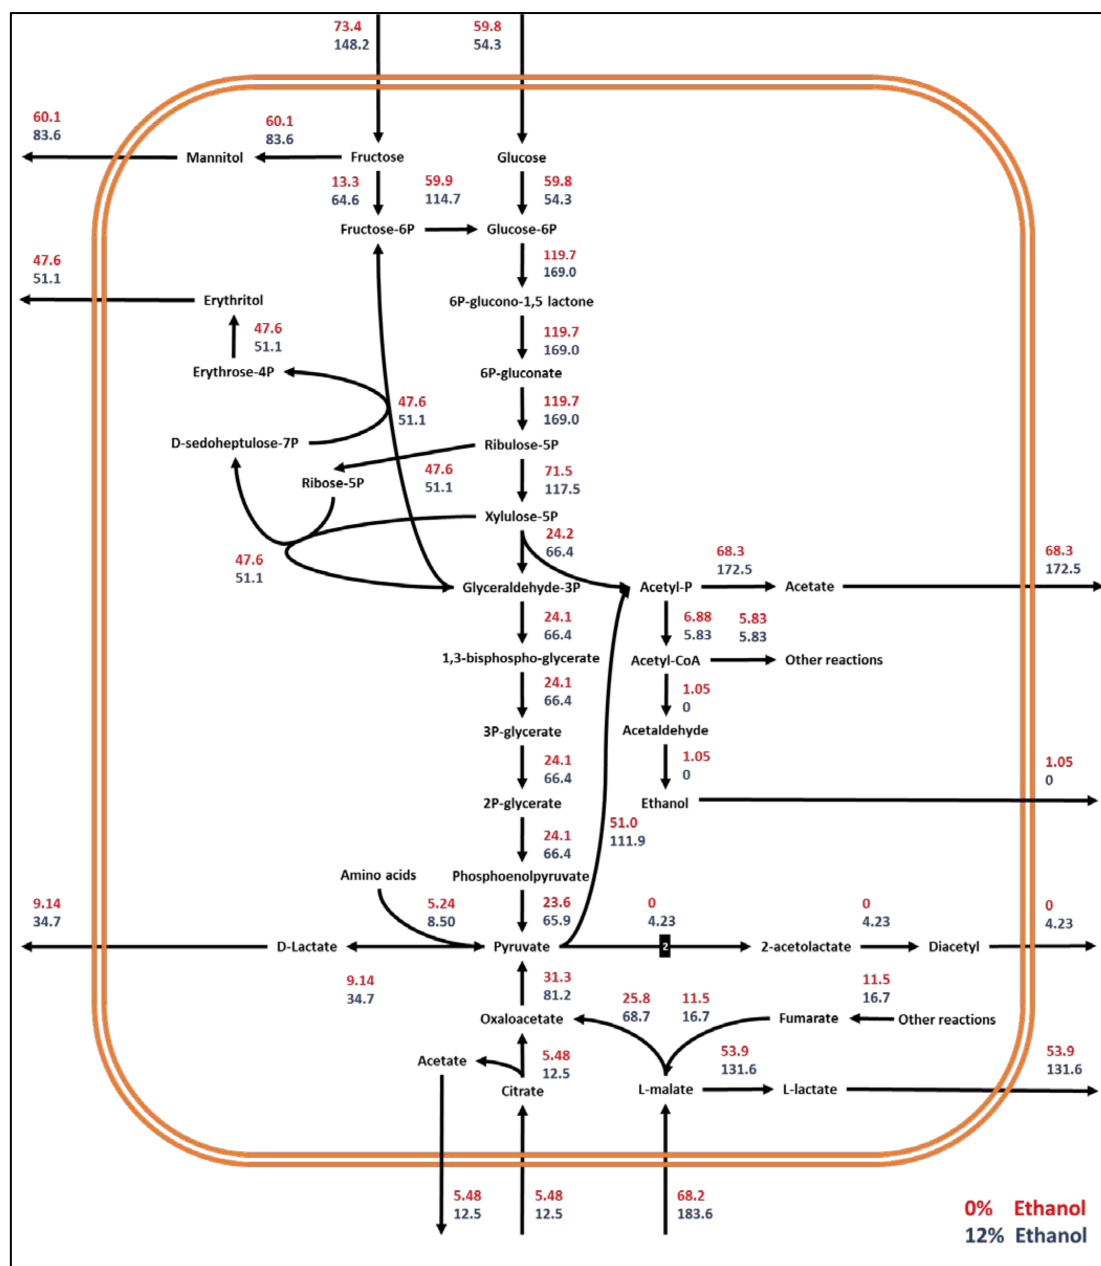 73.4
148.2
59.8
54.3
60.1
83.6
60.1
83.6
Mannitol
Fructose
Glucose
13.3
64.6
59.9
114.7
59.8
54.3
Fructose-6P
Glucose-6P
119.7
169.0
47.6
51.1
Erythritol
6P-glucono-1,5 lactone
47.6
51.1
119.7
169.0
Erythrose-4P
6P-gluconate
47.6
51.1
119.7
169.0
D-sedoheptulose-7P
Ribulose-5P
Ribose-5P
47.6
51.1
71.5
117.5
Xylulose-5P
24.2
66.4
47.6
51.1
68.3
172.5
68.3
172.5
Glyceraldehyde-3P
Acetyl-P
Acetate
24.1
66.4
6.88
5.83
5.83
5.83
1,3-bisphospho-glycerate
Acetyl-CoA
Other reactions
24.1
66.4
1.05
0
3P-glycerate
Acetaldehyde
24.1
66.4
1.05
0
1.05
0
2P-glycerate
Ethanol
24.1
66.4
51.0
111.9
Amino acids
Phosphoenolpyruvate
9.14
34.7
5.24
8.50
23.6
65.9
0
4.23
0
4.23
0
4.23
D-Lactate
Pyruvate
2
2-acetolactate
Diacetyl
9.14
34.7
31.3
81.2
25.8
68.7
11.5
16.7
11.5
16.7
Oxaloacetate
Fumarate
Other reactions
Acetate
5.48
12.5
53.9
131.6
53.9
131.6
Citrate
L-malate
L-lactate
5.48
12.5
5.48
12.5
68.2
183.6
0% Ethanol
12% Ethanol